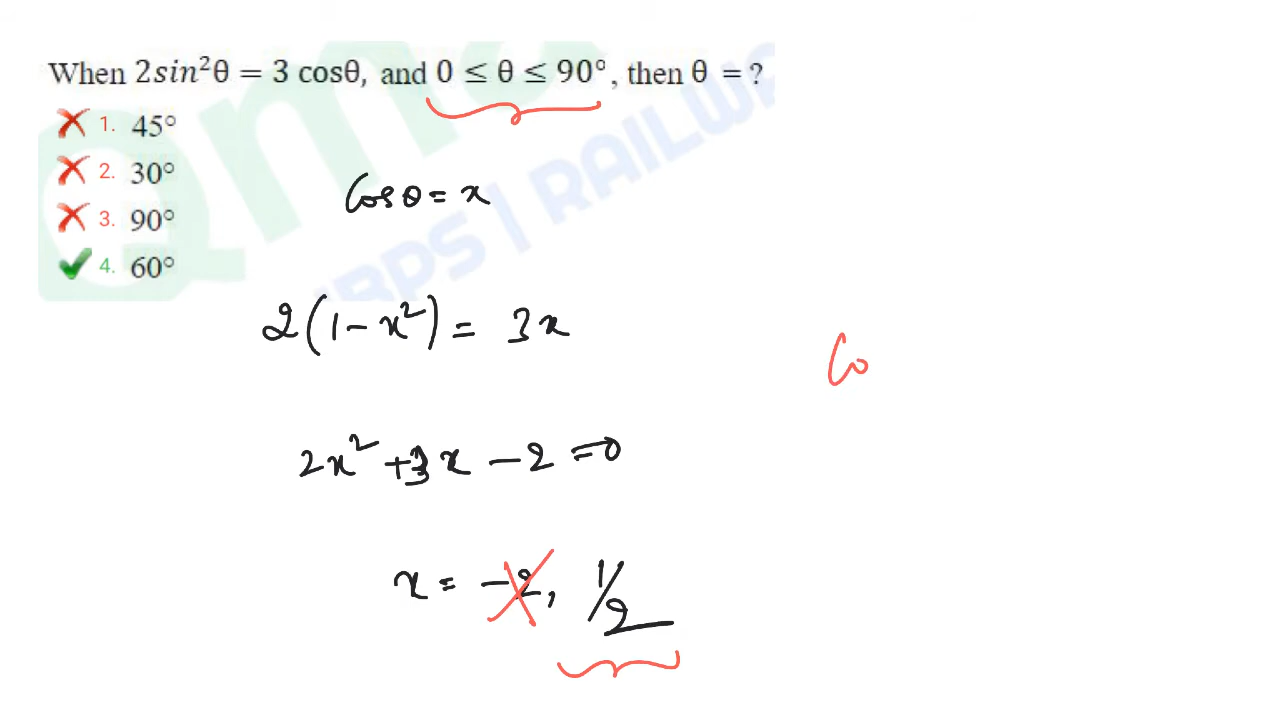 When 2sin²θ = 3 cosθ, and 0 ≤ θ ≤ 90°, then θ = ?
1. 45°
2. 30°
3. 90°
4. 60°
Cosθ = x
2(1 - x²) = 3x
2x² + 3x - 2 = 0
x = -2, 1/2
Co